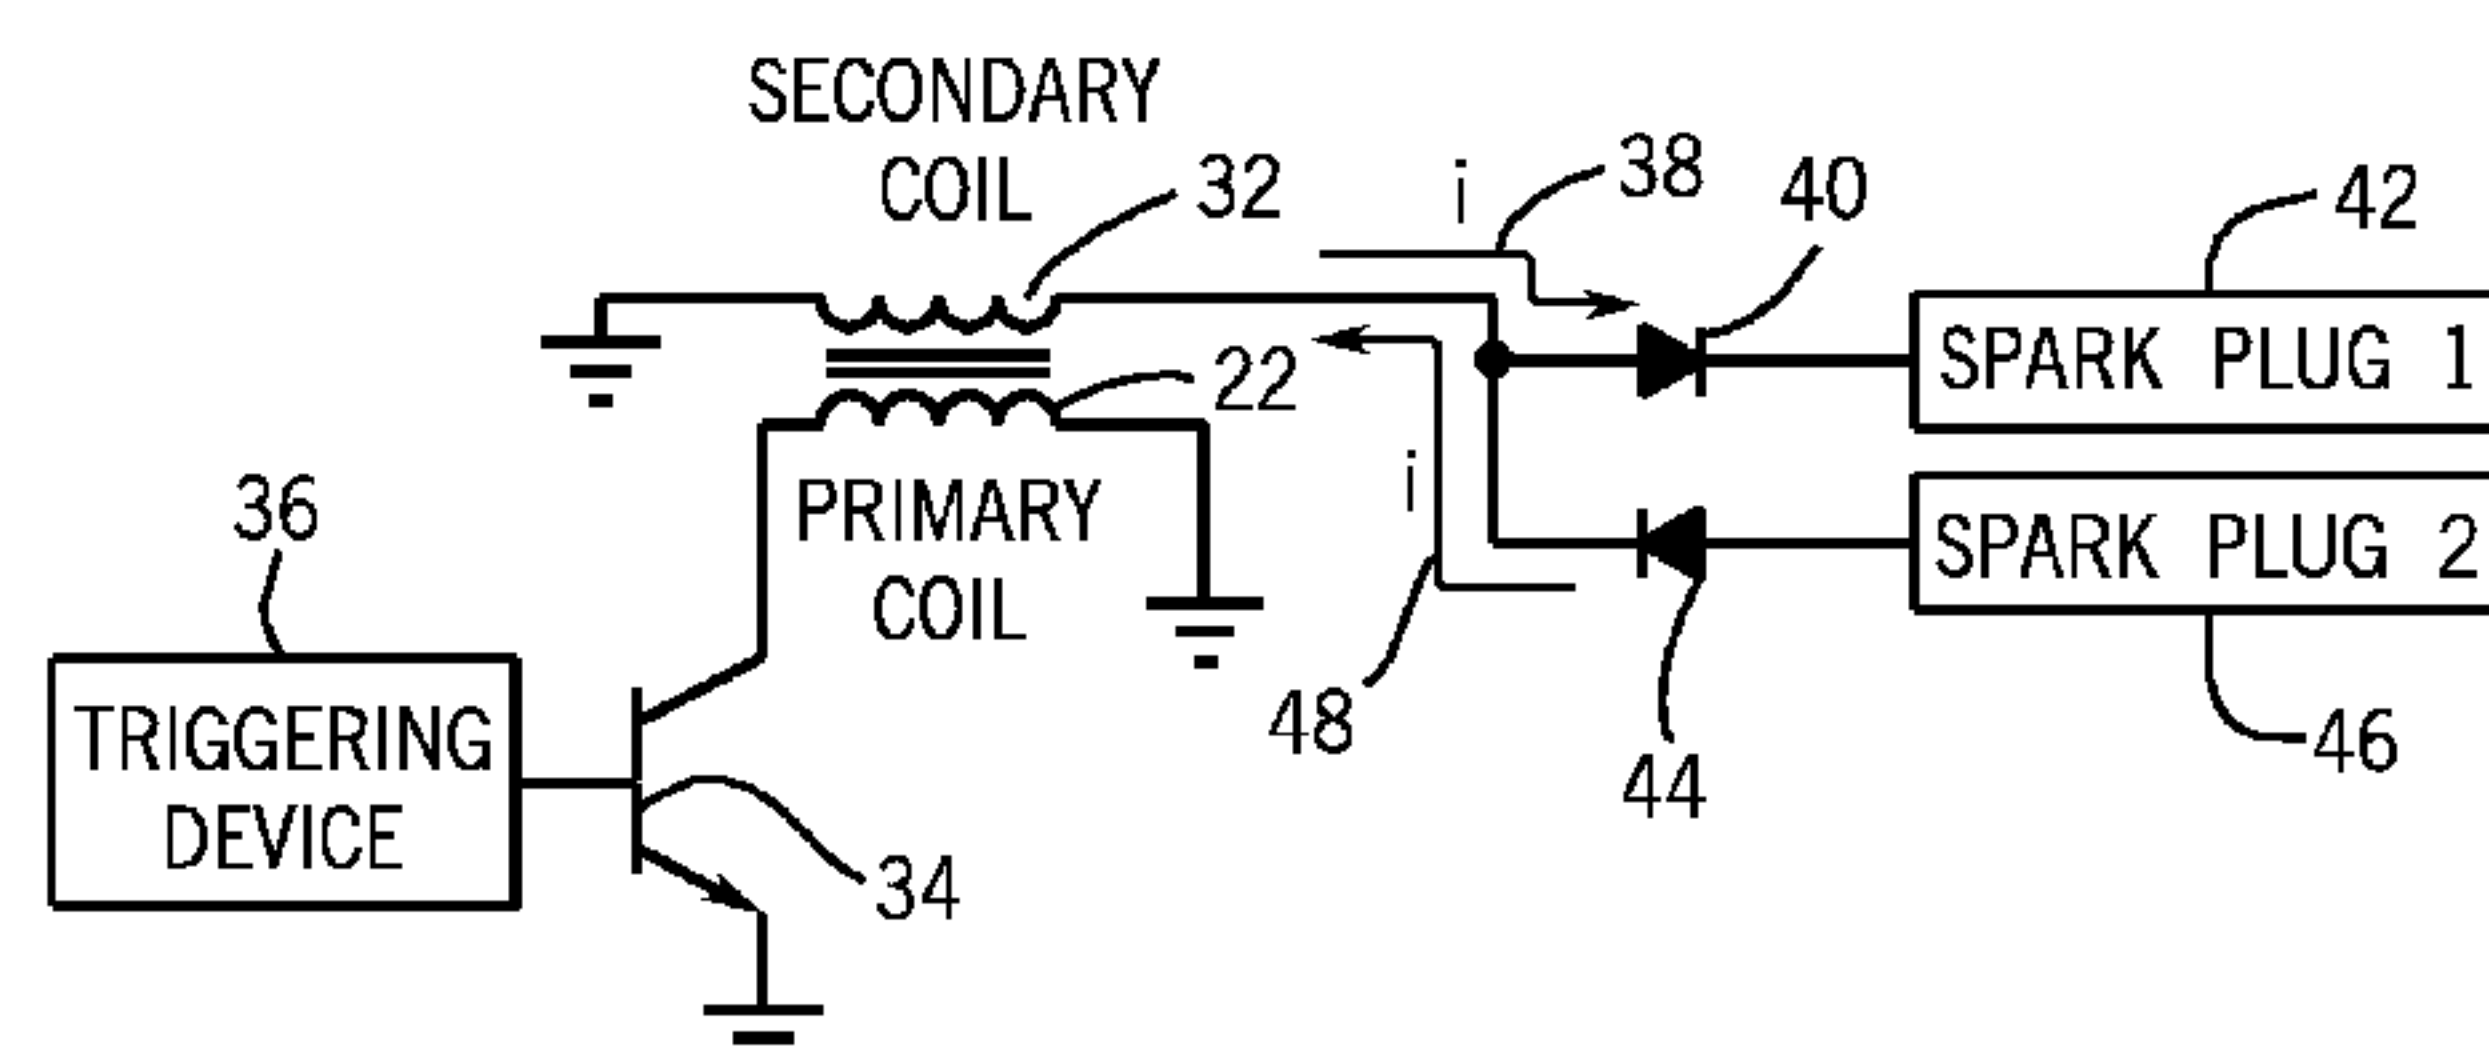 SECONDARY
COIL
32
i
38
40
42
SPARK PLUG 1
22
PRIMARY
COIL
i
SPARK PLUG 2
36
TRIGGERING
DEVICE
48
44
46
34